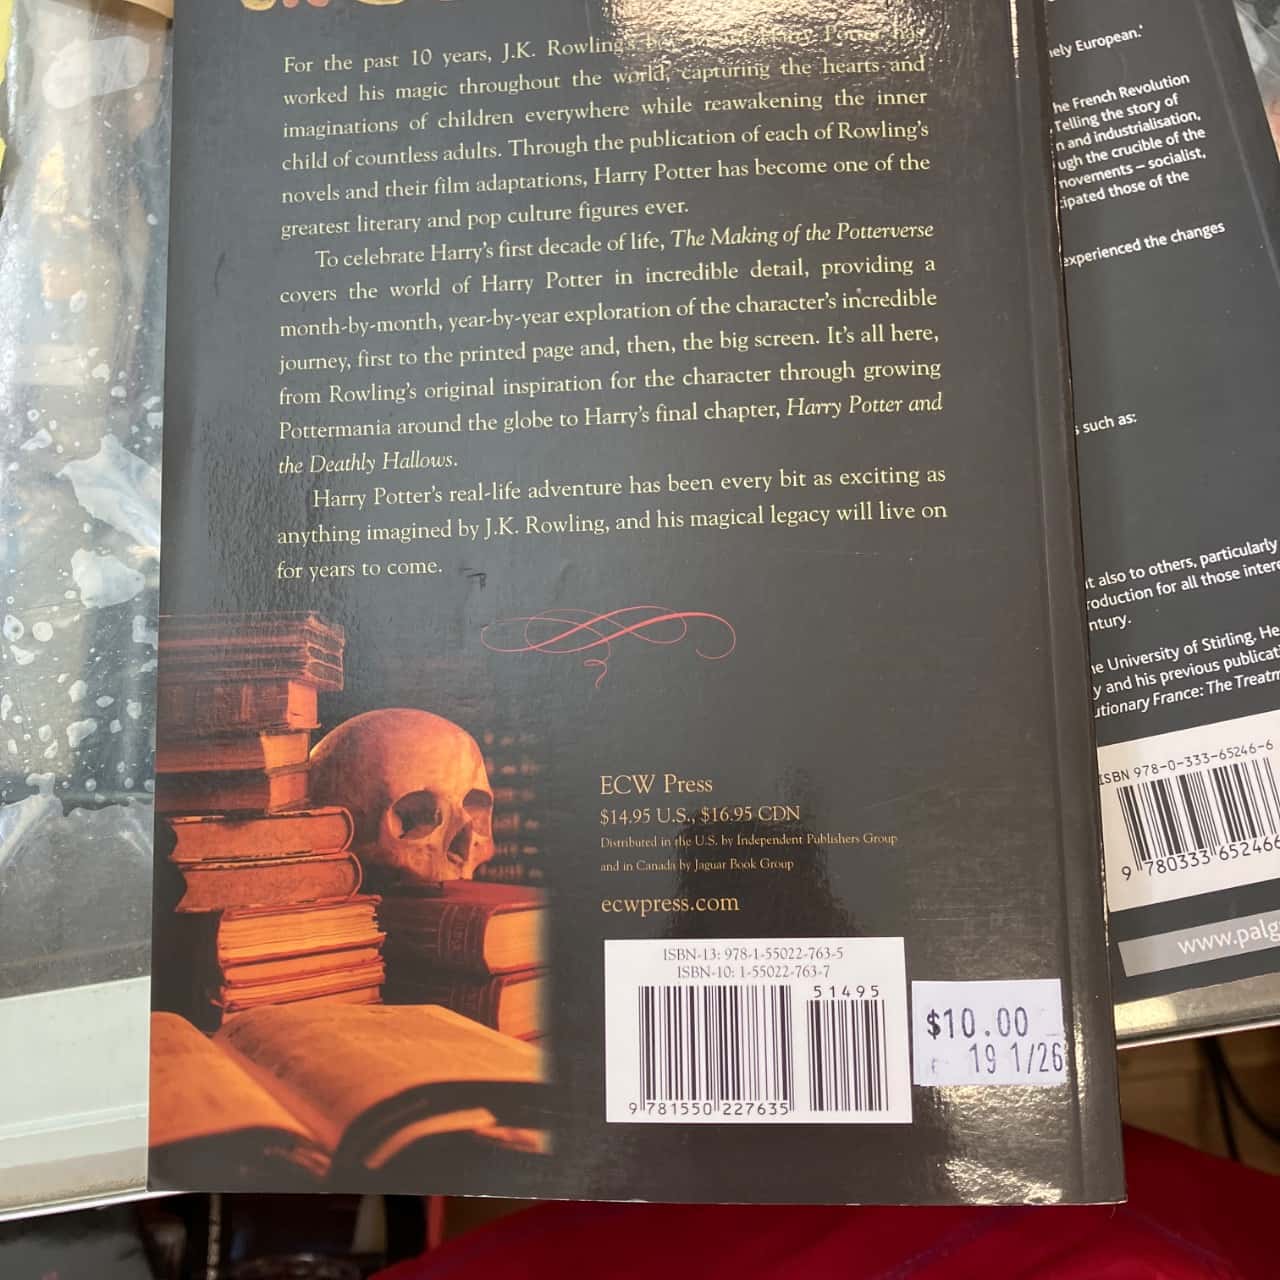 For the past 10 years, J.K. Rowling's Harry Potter has
worked his magic throughout the world, capturing the hearts and
imaginations of children everywhere while reawakening the inner
child of countless adults. Through the publication of each of Rowling's
novels and their film adaptations, Harry Potter has become one of the
greatest literary and pop culture figures ever.
To celebrate Harry's first decade of life, The Making of the Potterverse
covers the world of Harry Potter in incredible detail, providing a
month-by-month, year-by-year exploration of the character's incredible
journey, first to the printed page and, then, the big screen. It's all here,
from Rowling's original inspiration for the character through growing
Pottermania around the globe to Harry's final chapter, Harry Potter and
the Deathly Hallows.
Harry Potter's real-life adventure has been every bit as exciting as
anything imagined by J.K. Rowling, and his magical legacy will live on
for years to come.
ECW Press
$14.95 U.S., $16.95 CDN
Distributed in the U.S. by Independent Publishers Group
and in Canada by Jaguar Book Group
ecwpress.com
ISBN-13: 978-1-55022-763-5
ISBN-10: 1-55022-763-7
51495
9 781550 227635
$10.00
19 1/26
ely European.'
he French Revolution
Telling the story of
n and industrialisation,
ugh the crucible of the
movements – socialist,
ipated those of the
experienced the changes
s such as:
it also to others, particularly
roduction for all those intere
ntury.
e University of Stirling. He
y and his previous publicat
utionary France: The Treatm
ISBN 978-0-333-65246-6
9 780333 652466
www.palg